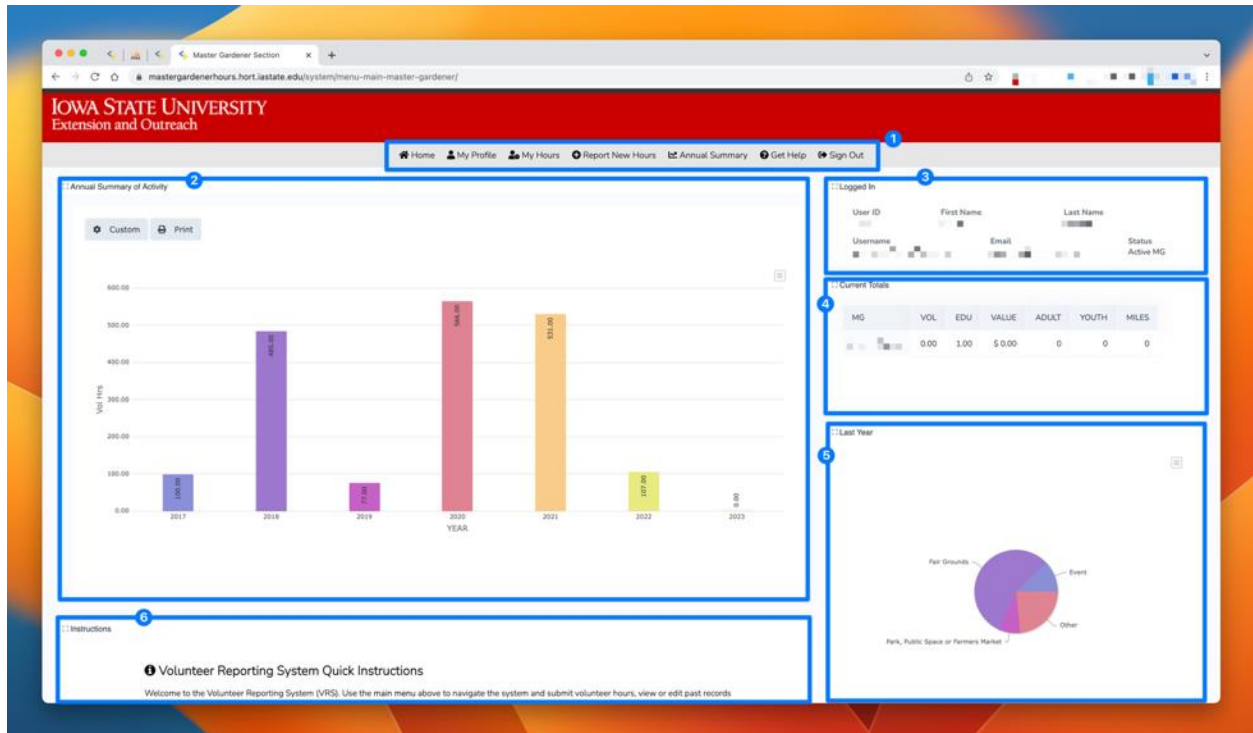 Master Gardener Section
mastergardenerhours.hort.iastate.edu/system/menu-main-master-gardener/
IOWA STATE UNIVERSITY
Extension and Outreach
1
Home My Profile My Hours Report New Hours Annual Summary Get Help Sign Out
2
Annual Summary of Activity
Custom Print
600.00
500.00
400.00
300.00
200.00
100.00
0.00
Vol Hrs
100.00
485.00
77.00
531.00
107.00
0.00
2017 2018 2019 2020 2021 2022 2023
YEAR
3
Logged In
User ID First Name Last Name
Username Email Status
Active MG
4
Current Totals
MG VOL EDU VALUE ADULT YOUTH MILES
0.00 1.00 $ 0.00 0 0 0
5
Last Year
Fair Grounds
Event
Other
Park, Public Space or Farmers Market
6
Instructions
Volunteer Reporting System Quick Instructions
Welcome to the Volunteer Reporting System (VRS). Use the main menu above to navigate the system and submit volunteer hours, view or edit past records